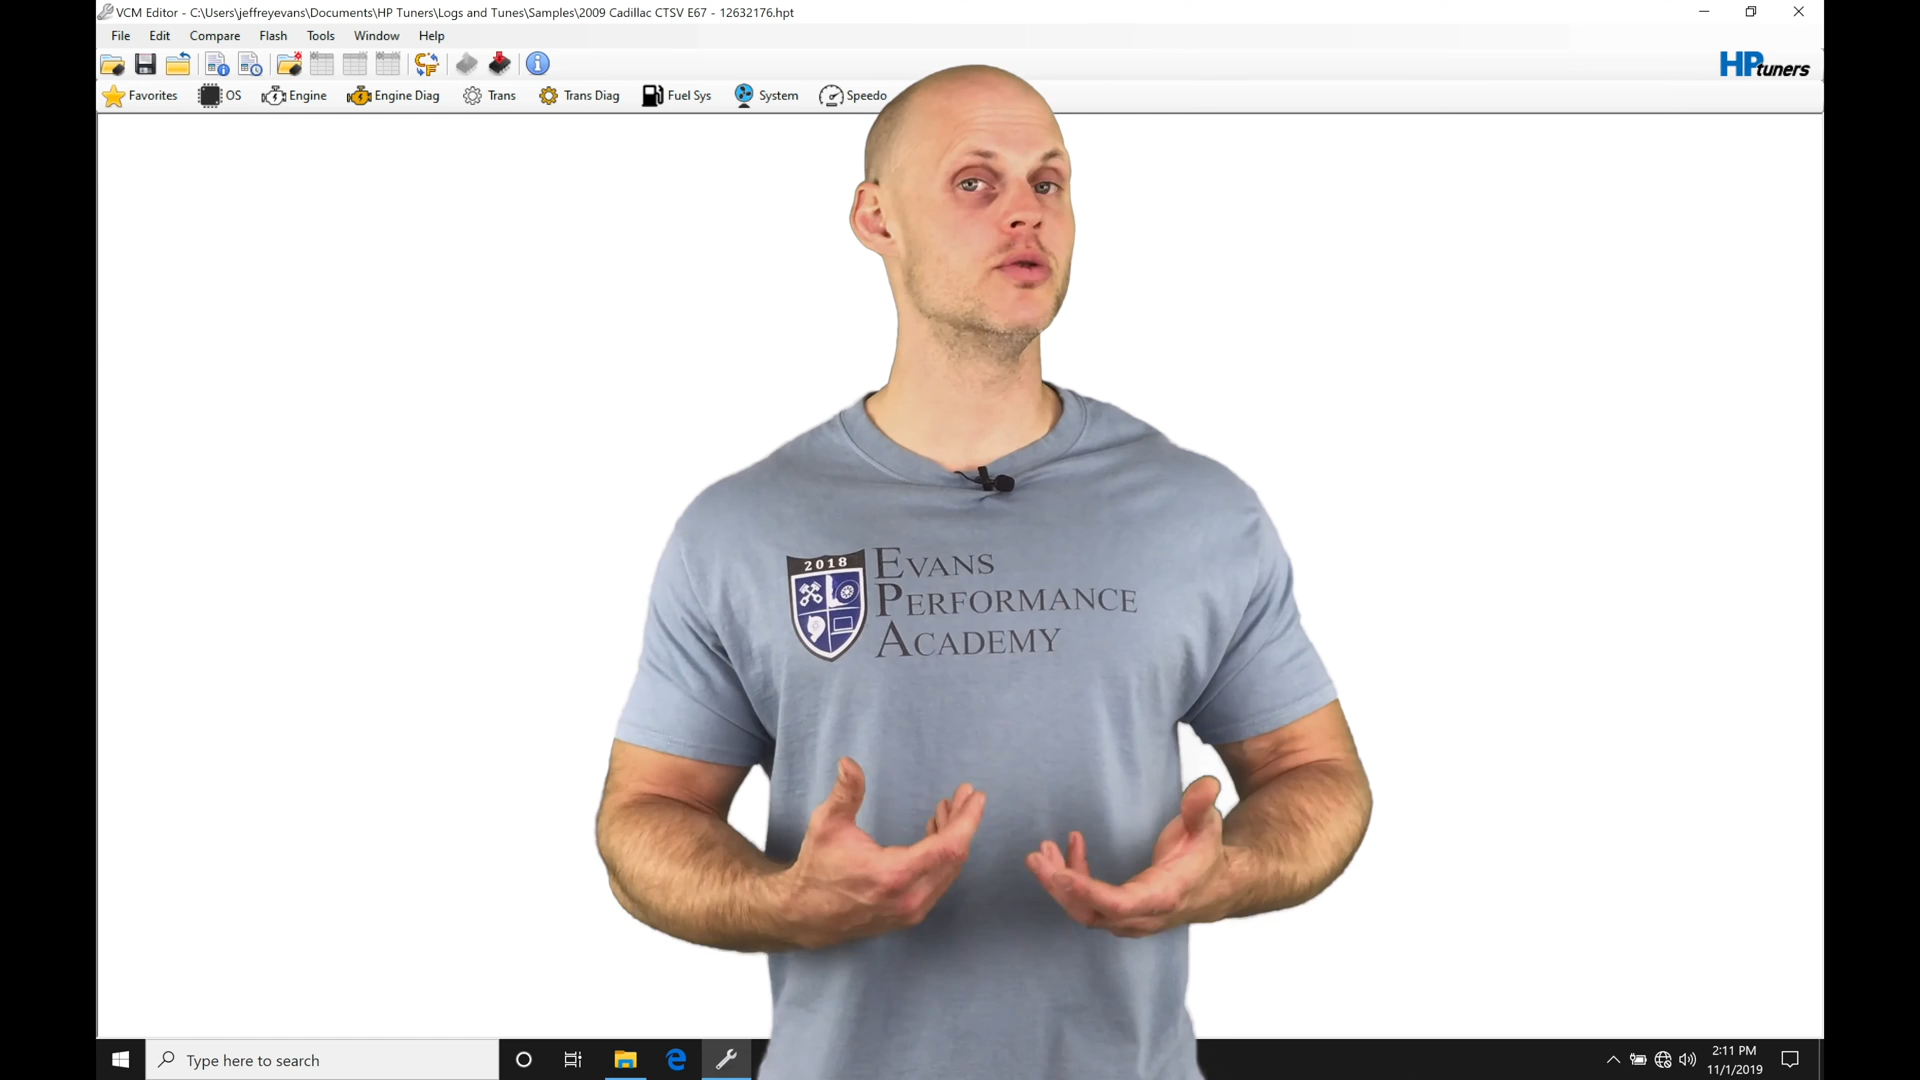 VCM Editor - C:\Users\jeffreyevans\Documents\HP Tuners\Logs and Tunes\Samples\2009 Cadillac CTSV E67 - 12632176.hpt
File Edit Compare Flash Tools Window Help
HPtuners
Favorites OS Engine Engine Diag Trans Trans Diag Fuel Sys System Speedo
2018
EVANS
PERFORMANCE
ACADEMY
Type here to search
2:11 PM
11/1/2019